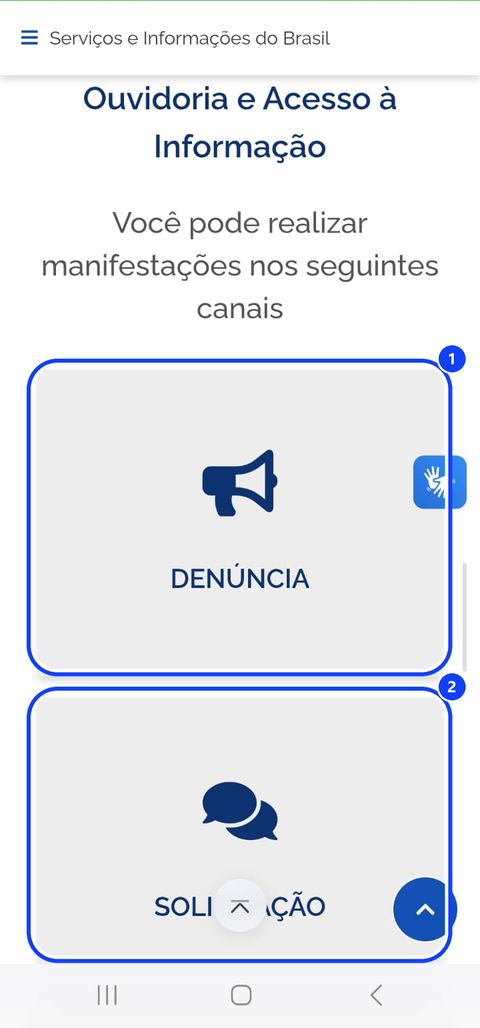 Serviços e Informações do Brasil
Ouvidoria e Acesso à
Informação
Você pode realizar
manifestações nos seguintes
canais
1
DENÚNCIA
2